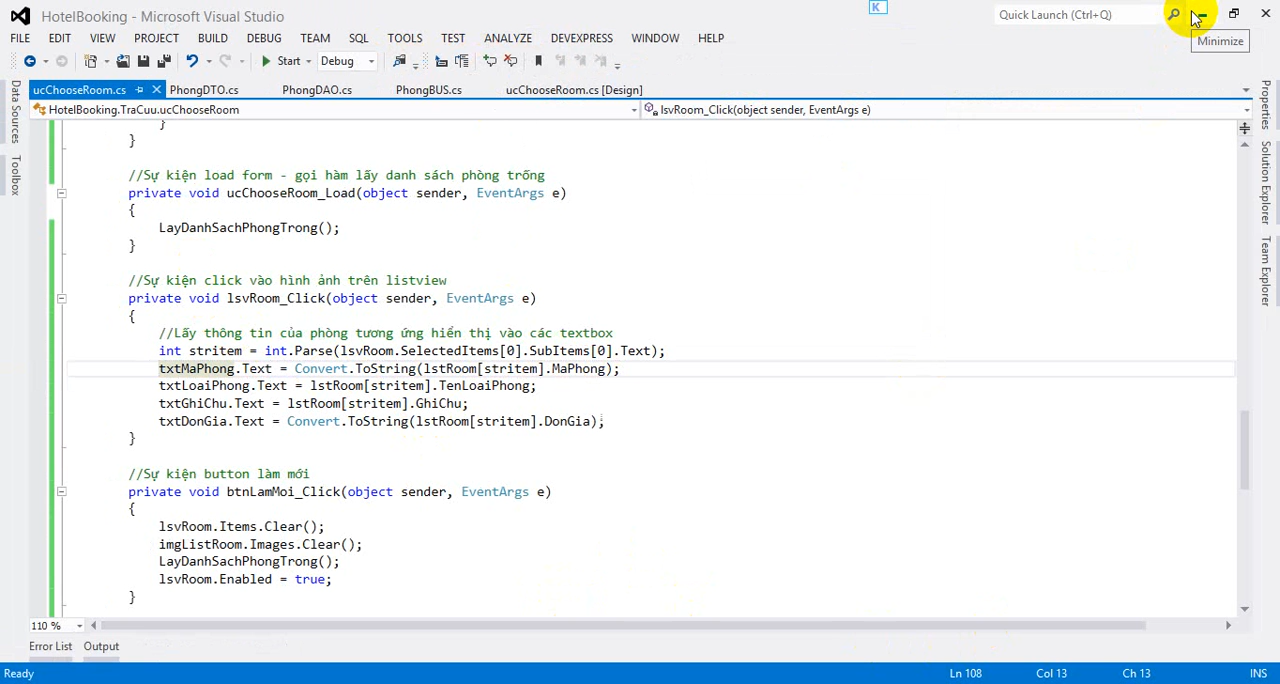 HotelBooking - Microsoft Visual Studio
K
Quick Launch (Ctrl+Q)
FILE EDIT VIEW PROJECT BUILD DEBUG TEAM SQL TOOLS TEST ANALYZE DEVEXPRESS WINDOW HELP
Minimize
Start Debug
ucChooseRoom.cs PhongDTO.cs PhongDAO.cs PhongBUS.cs ucChooseRoom.cs [Design]
HotelBooking.TraCuu.ucChooseRoom lsvRoom_Click(object sender, EventArgs e)
Data Sources
Toolbox
Properties
Solution Explorer
Team Explorer
}
}
//Sự kiện load form - gọi hàm lấy danh sách phòng trống
private void ucChooseRoom_Load(object sender, EventArgs e)
{
LayDanhSachPhongTrong();
}
//Sự kiện click vào hình ảnh trên listview
private void lsvRoom_Click(object sender, EventArgs e)
{
//Lấy thông tin của phòng tương ứng hiển thị vào các textbox
int stritem = int.Parse(lsvRoom.SelectedItems[0].SubItems[0].Text);
txtMaPhong.Text = Convert.ToString(lstRoom[stritem].MaPhong);
txtLoaiPhong.Text = lstRoom[stritem].TenLoaiPhong;
txtGhiChu.Text = lstRoom[stritem].GhiChu;
txtDonGia.Text = Convert.ToString(lstRoom[stritem].DonGia);
}
//Sự kiện button làm mới
private void btnLamMoi_Click(object sender, EventArgs e)
{
lsvRoom.Items.Clear();
imgListRoom.Images.Clear();
LayDanhSachPhongTrong();
lsvRoom.Enabled = true;
}
110 %
Error List Output
Ready Ln 108 Col 13 Ch 13 INS